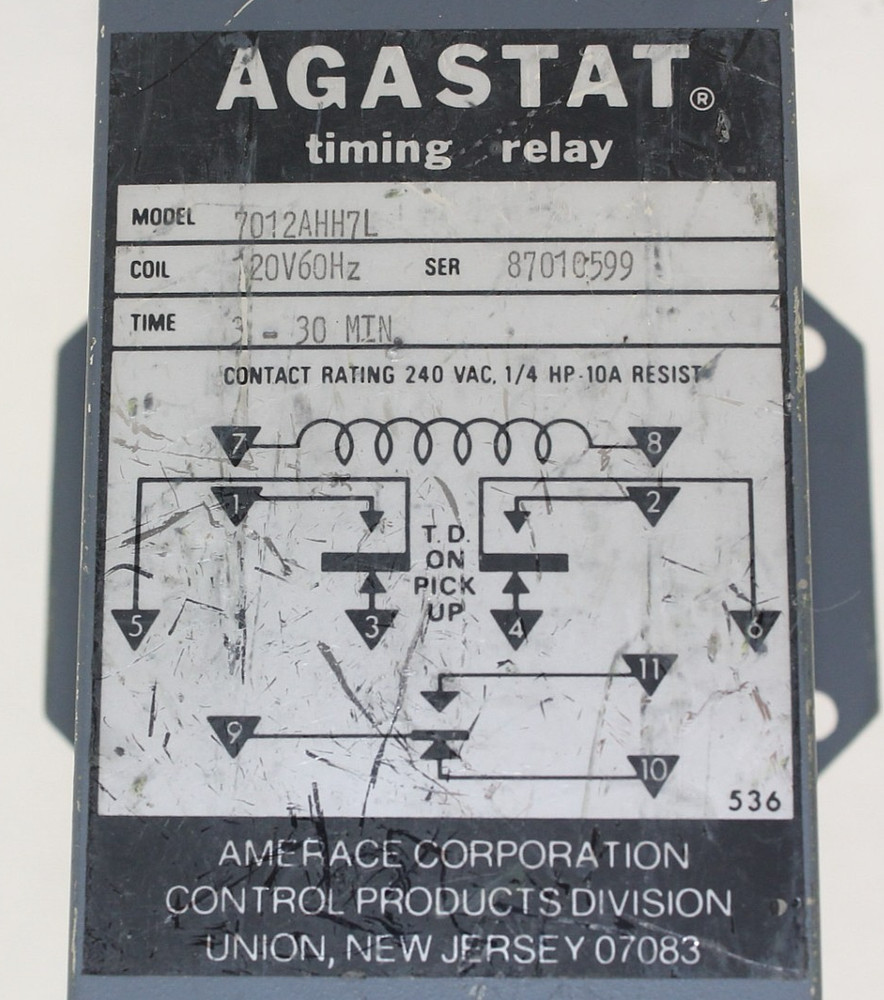 AGASTAT®
timing relay
MODEL 7012AHH7L
COIL 120V60Hz SER 87010599
TIME 3 - 30 MIN.
CONTACT RATING 240 VAC, 1/4 HP-10A RESIST
7 8
1 2
T. D.
ON
PICK
UP
5 3 4 6
11
9
10
536
AMERACE CORPORATION
CONTROL PRODUCTS DIVISION
UNION, NEW JERSEY 07083